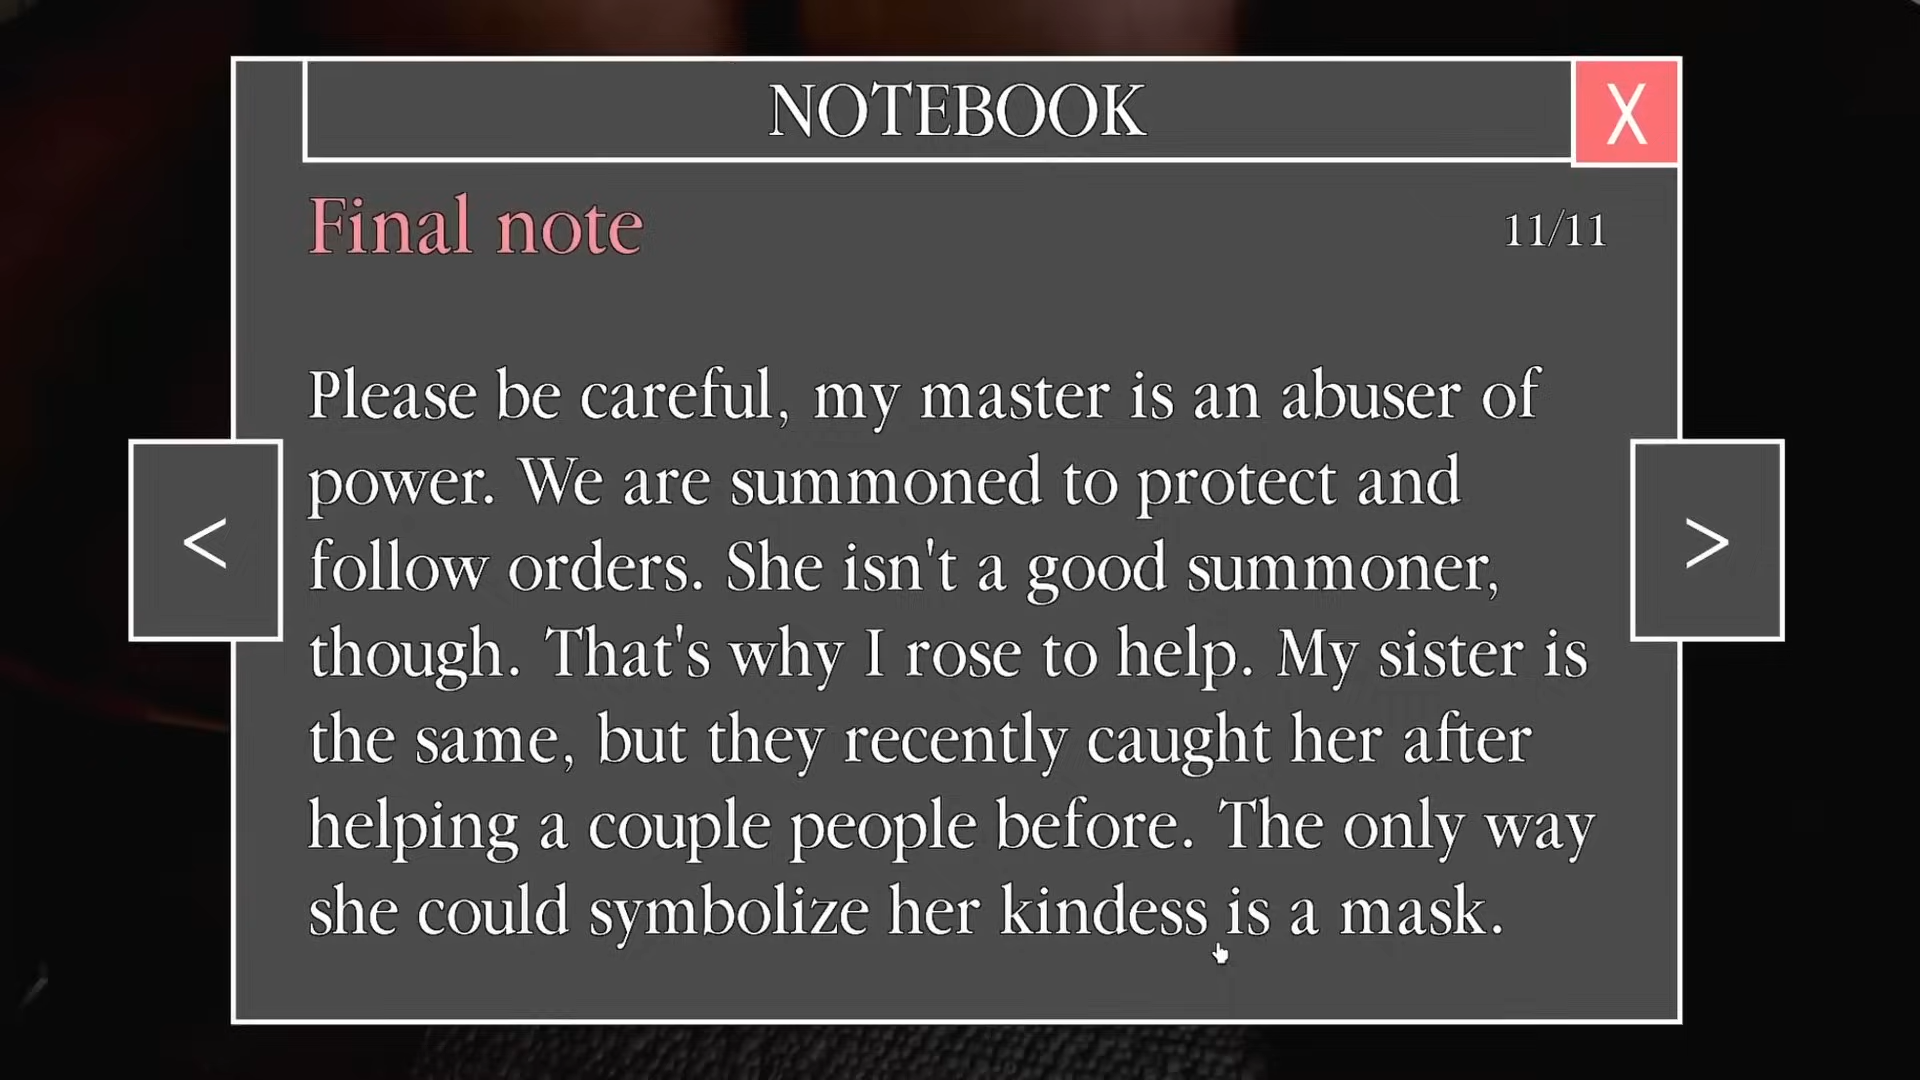 NOTEBOOK
X
Final note
11/11
Please be careful, my master is an abuser of
power. We are summoned to protect and
follow orders. She isn't a good summoner,
though. That's why I rose to help. My sister is
the same, but they recently caught her after
helping a couple people before. The only way
she could symbolize her kindess is a mask.
<
>